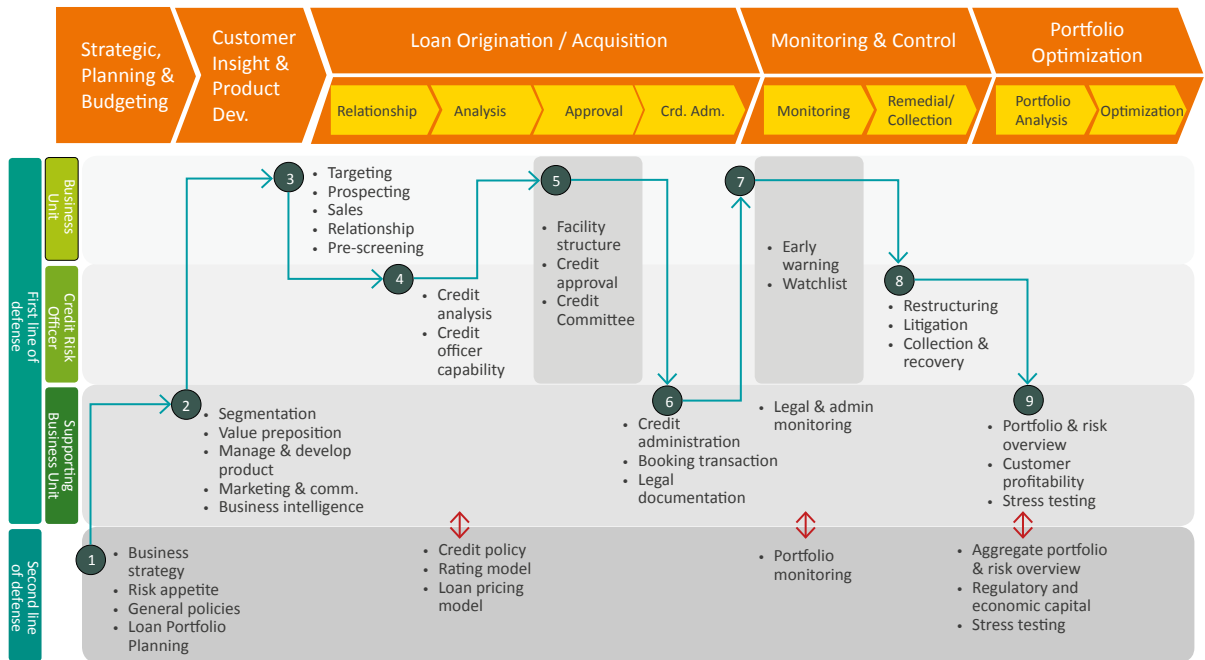 Strategic,
Planning &
Budgeting
Customer
Insight &
Product
Dev.
Loan Origination / Acquisition
Relationship
Analysis
Approval
Crd. Adm.
Monitoring & Control
Monitoring
Remedial/
Collection
Portfolio
Optimization
Portfolio
Analysis
Optimization
First line of
defense
Business
Unit
3
• Targeting
• Prospecting
• Sales
• Relationship
• Pre-screening
5
• Facility
structure
• Credit
approval
• Credit
Committee
7
• Early
warning
• Watchlist
Credit Risk
Officer
4
• Credit
analysis
• Credit
officer
capability
8
• Restructuring
• Litigation
• Collection &
recovery
Supporting
Business Unit
2
• Segmentation
• Value preposition
• Manage & develop
product
• Marketing & comm.
• Business intelligence
6
• Credit
administration
• Booking transaction
• Legal
documentation
• Legal & admin
monitoring
9
• Portfolio & risk
overview
• Customer
profitability
• Stress testing
Second line
of defense
1
• Business
strategy
• Risk appetite
• General policies
• Loan Portfolio
Planning
• Credit policy
• Rating model
• Loan pricing
model
• Portfolio
monitoring
• Aggregate portfolio
& risk overview
• Regulatory and
economic capital
• Stress testing